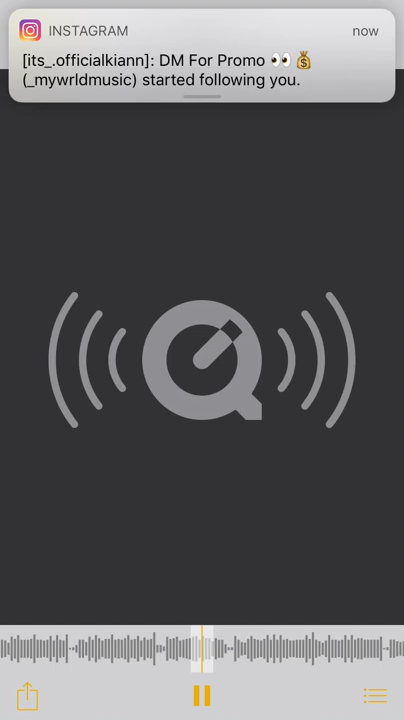 INSTAGRAM now
[its_.officialkiann]: DM For Promo 👀 💰
(_mywrldmusic) started following you.